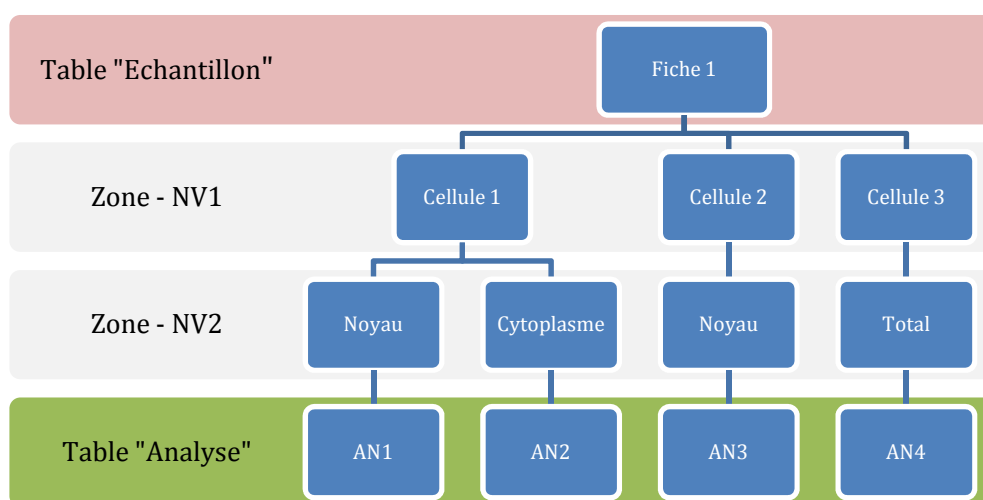 Table "Echantillon"
Fiche 1
Zone - NV1
Cellule 1
Cellule 2
Cellule 3
Zone - NV2
Noyau
Cytoplasme
Noyau
Total
Table "Analyse"
AN1
AN2
AN3
AN4